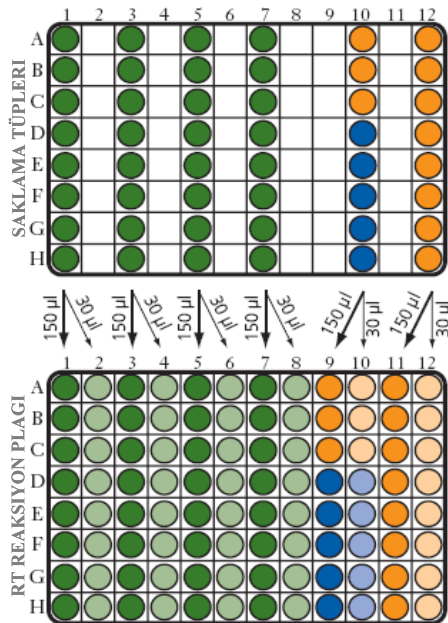 1 2 3 4 5 6 7 8 9 10 11 12
SAKLAMA TÜPLERİ
A
B
C
D
E
F
G
H
150 µl 30 µl 150 µl 30 µl 150 µl 30 µl 150 µl 30 µl 150 µl 30 µl 150 µl 30 µl
1 2 3 4 5 6 7 8 9 10 11 12
RT REAKSIYON PLAGI
A
B
C
D
E
F
G
H